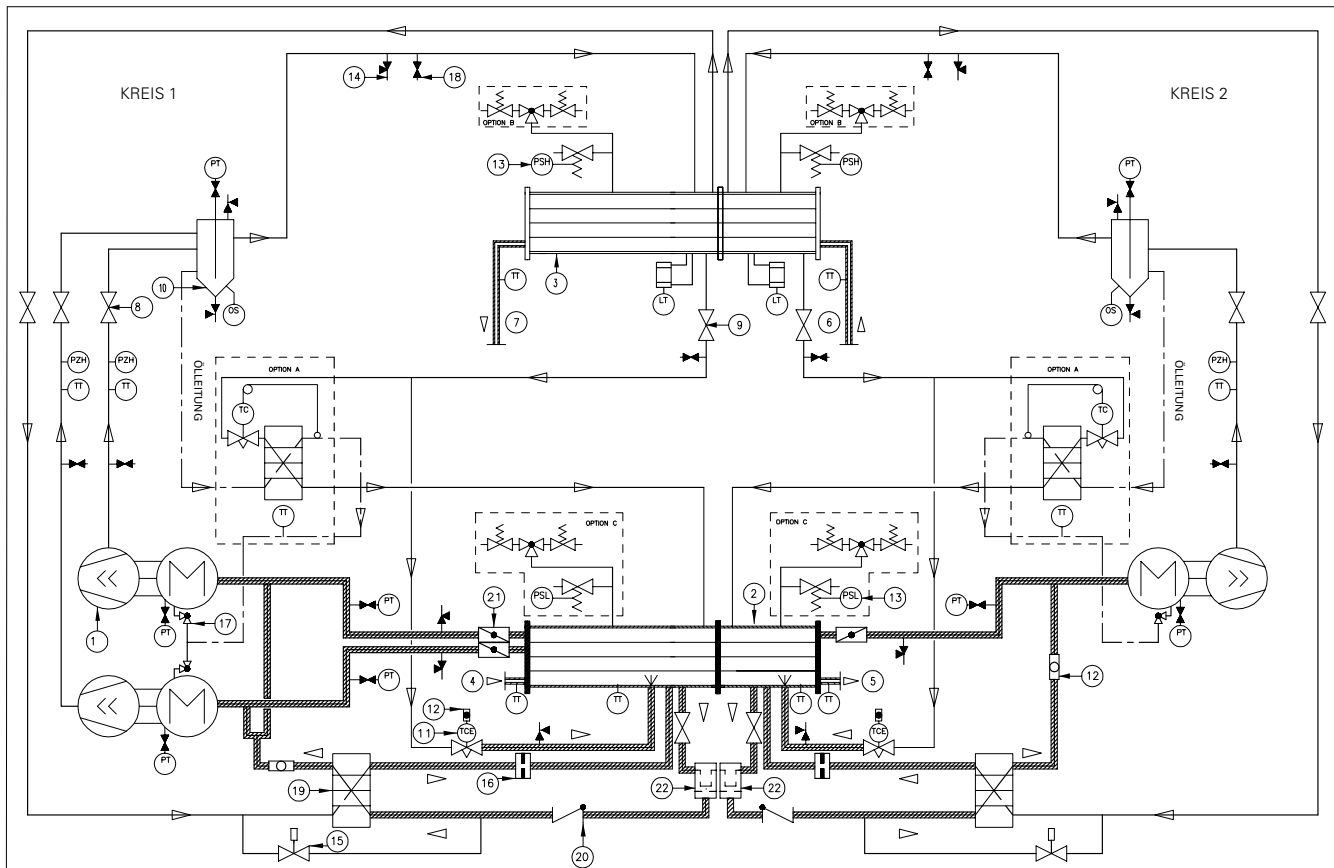 14
18
KREIS 1
KREIS 2
OPTION B
OPTION B
13
PSH
PSH
PT
PT
TT
TT
3
10
OS
8
LT
LT
7
9
6
OS
PZH
PZH
TT
TT
PZH
TT
ÖLLEITUNG
OPTION A
TC
OPTION A
TC
ÖLLEITUNG
TT
TT
OPTION C
OPTION C
PSL
PSL
13
2
21
PT
PT
1
PT
17
PT
4
5
12
PT
TT
TT
TT
TT
12
11
TCE
TCE
PT
16
19
22
22
15
20